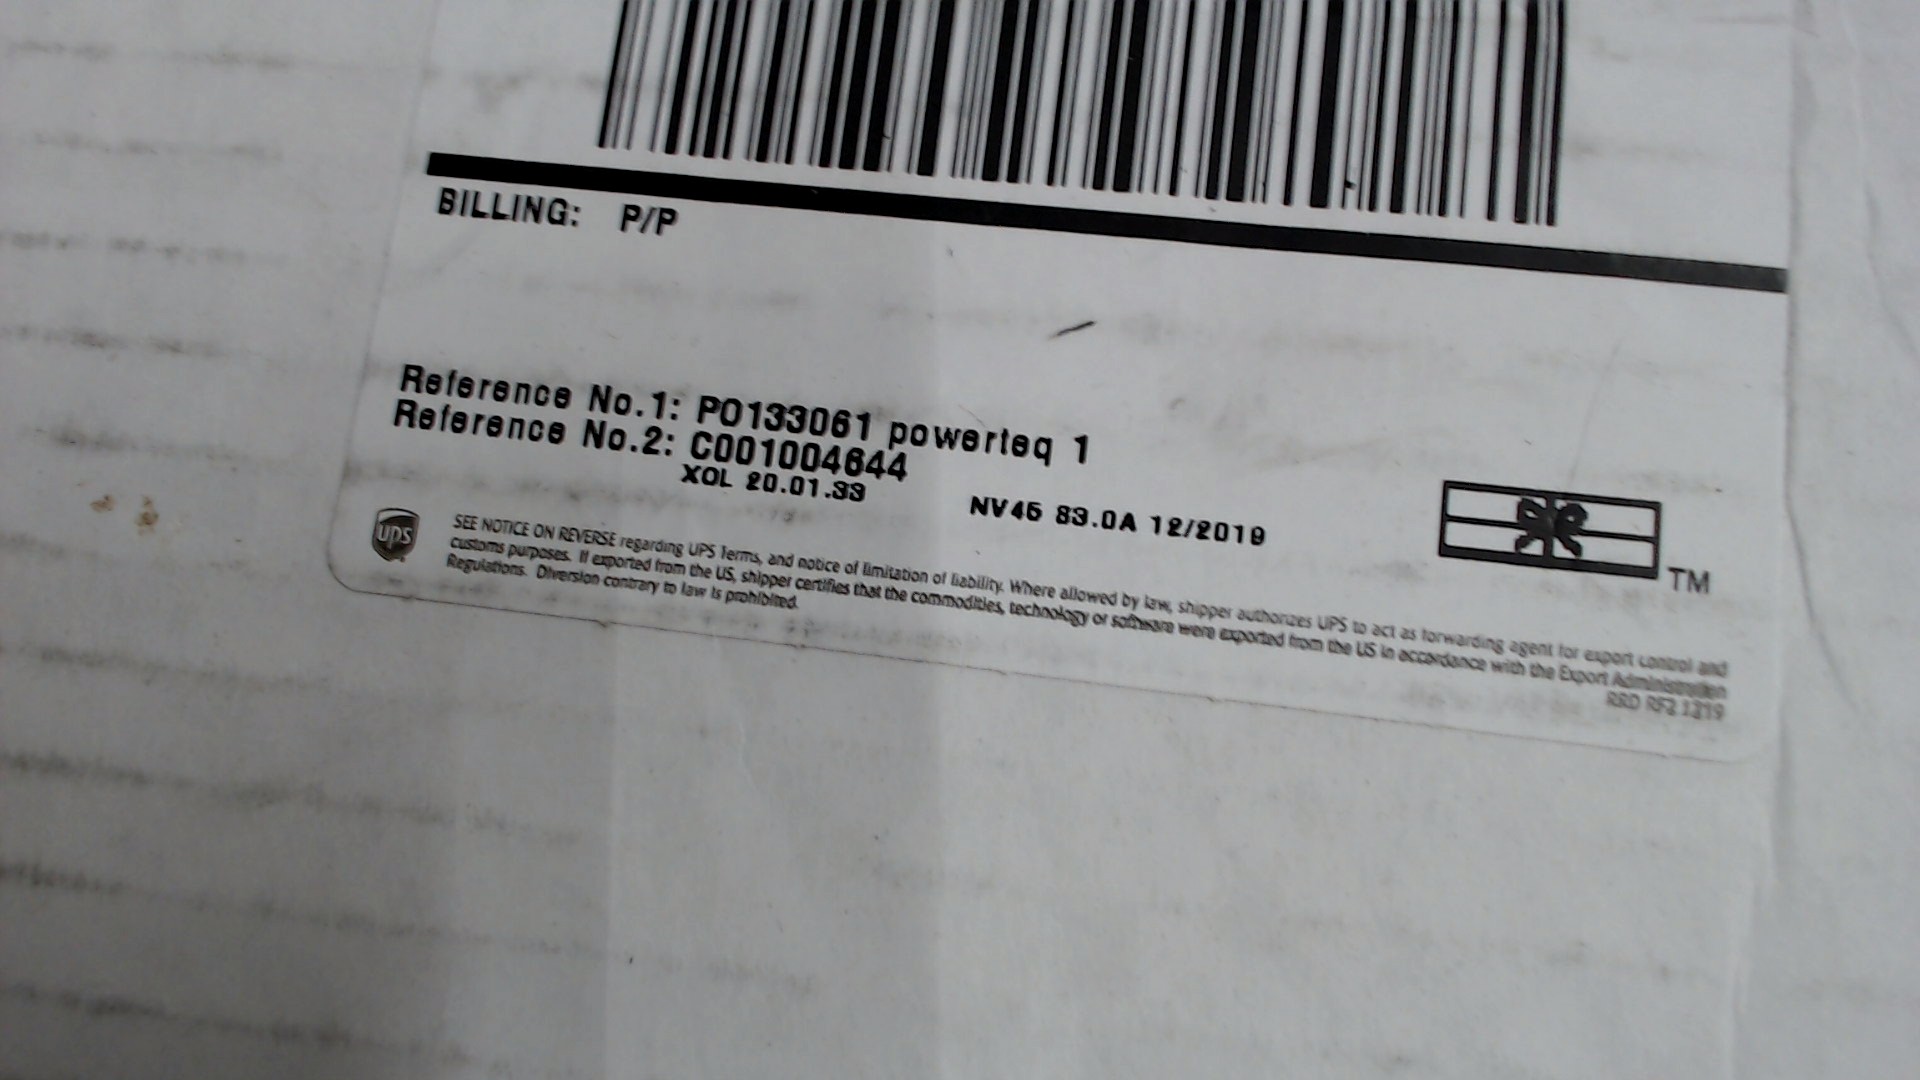 BILLING: P/P
Reference No.1: PO133061 powerteq 1
Reference No.2: C001004644
XOL 20.01.33
NV45 83.0A 12/2019
TM
ups
SEE NOTICE ON REVERSE regarding UPS Terms, and notice of limitation of liability. Where allowed by law, shipper authorizes UPS to act as forwarding agent for export control and
customs purposes. If exported from the US, shipper certifies that the commodities, technology or software were exported from the US in accordance with the Export Administration
Regulations. Diversion contrary to law is prohibited.
RRD RF2 1219